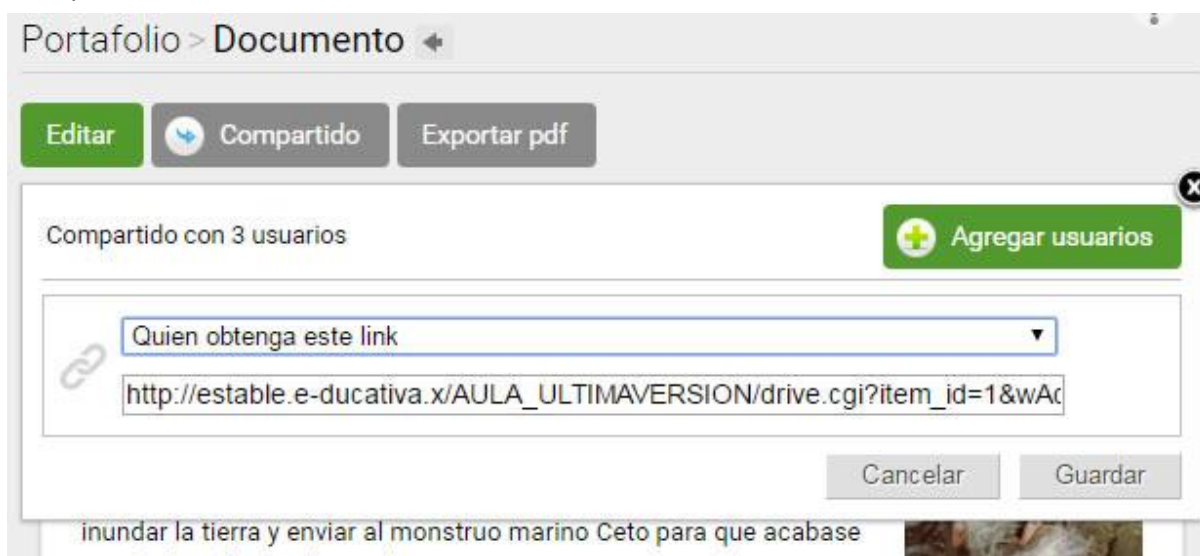 Portafolio > Documento
Editar
Compartido
Exportar pdf
Compartido con 3 usuarios
Agregar usuarios
Quien obtenga este link
http://estable.e-ducativa.x/AULA_ULTIMAVERSION/drive.cgi?item_id=1&wAc
Cancelar
Guardar
inundar la tierra y enviar al monstruo marino Ceto para que acabase